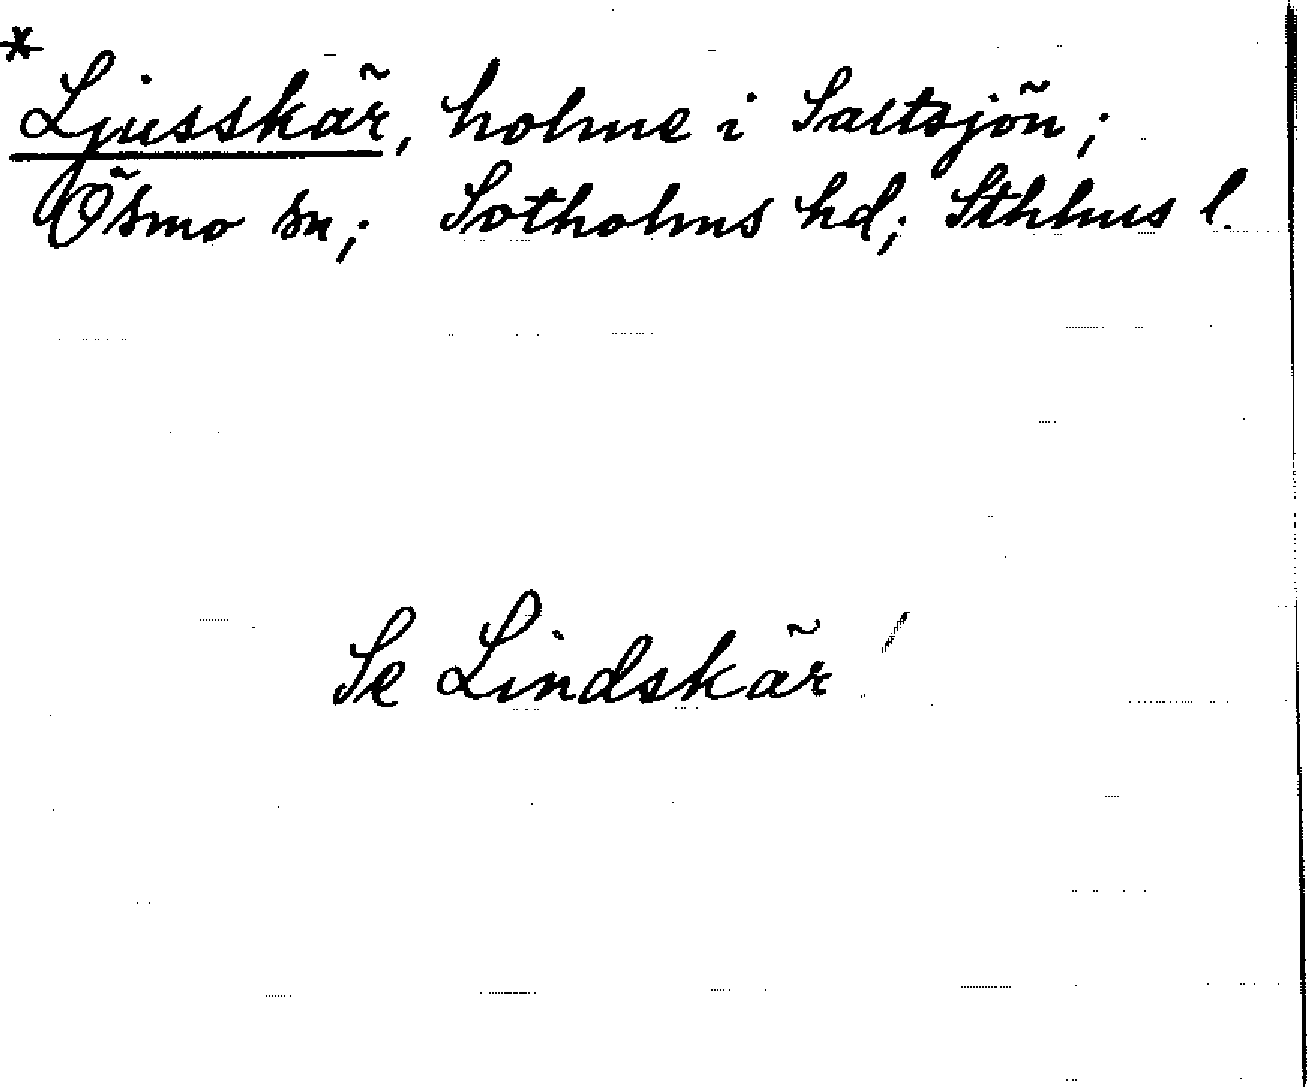 * Ljusskär, holme i Saltsjön;
Ösmo sn; Sotholms hd; Sthlms l.
Se Lindskär